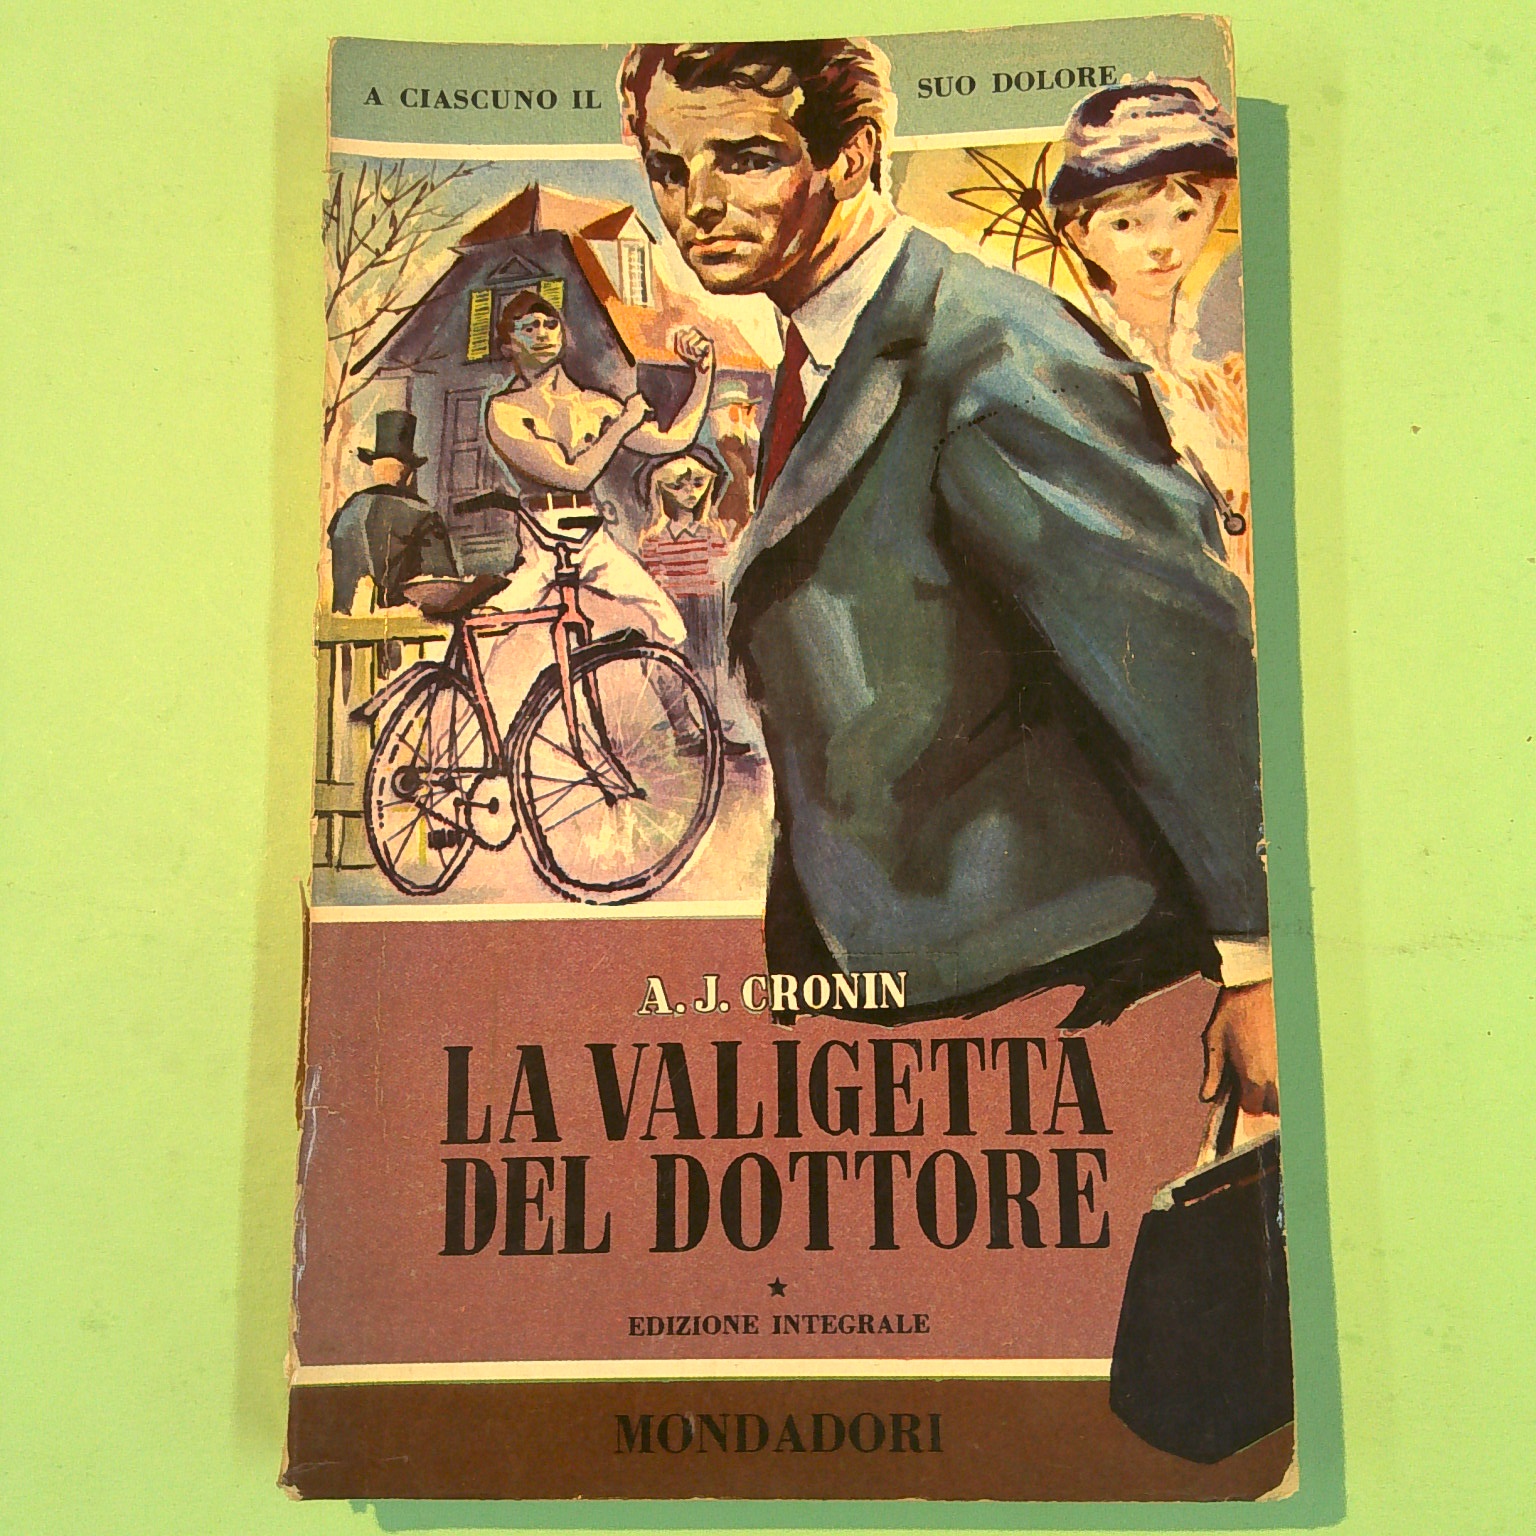 A CIASCUNO IL SUO DOLORE
A. J. CRONIN
LA VALIGETTA
DEL DOTTORE
EDIZIONE INTEGRALE
MONDADORI